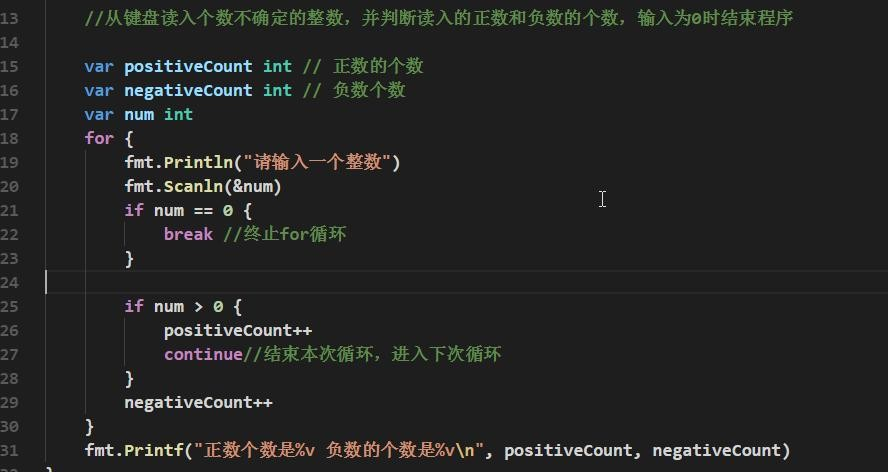 13 //从键盘读入个数不确定的整数，并判断读入的正数和负数的个数，输入为0时结束程序
14
15 var positiveCount int // 正数的个数
16 var negativeCount int // 负数个数
17 var num int
18 for {
19 fmt.Println("请输入一个整数")
20 fmt.Scanln(&num)
21 if num == 0 {
22 break //终止for循环
23 }
24
25 if num > 0 {
26 positiveCount++
27 continue//结束本次循环，进入下次循环
28 }
29 negativeCount++
30 }
31 fmt.Printf("正数个数是%v 负数的个数是%v\n", positiveCount, negativeCount)